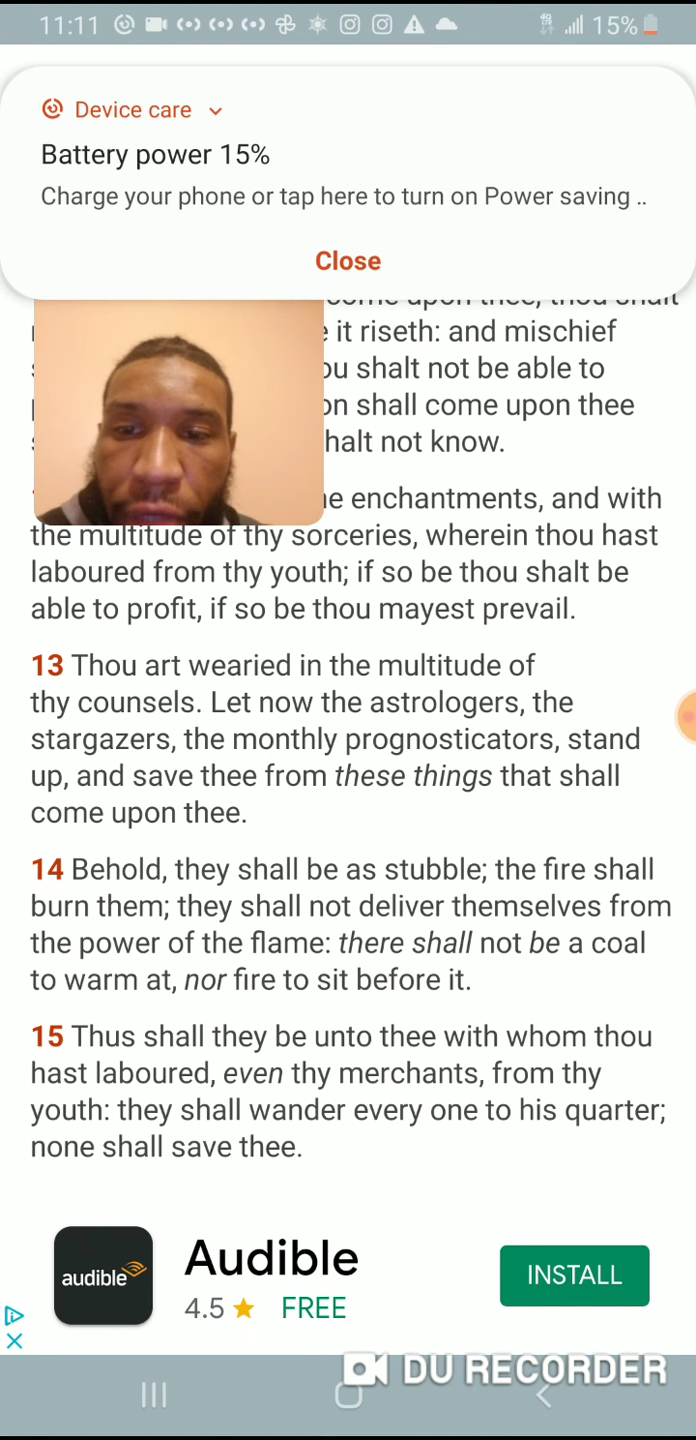 11:11
15%
Device care
Battery power 15%
Charge your phone or tap here to turn on Power saving ..
Close
come upon thee, thou shalt
it riseth: and mischief
shalt not be able to
shall come upon thee
shalt not know.
enchantments, and with
the multitude of thy sorceries, wherein thou hast
laboured from thy youth; if so be thou shalt be
able to profit, if so be thou mayest prevail.
13 Thou art wearied in the multitude of
thy counsels. Let now the astrologers, the
stargazers, the monthly prognosticators, stand
up, and save thee from these things that shall
come upon thee.
14 Behold, they shall be as stubble; the fire shall
burn them; they shall not deliver themselves from
the power of the flame: there shall not be a coal
to warm at, nor fire to sit before it.
15 Thus shall they be unto thee with whom thou
hast laboured, even thy merchants, from thy
youth: they shall wander every one to his quarter;
none shall save thee.
audible
Audible
4.5 FREE
INSTALL
DU RECORDER